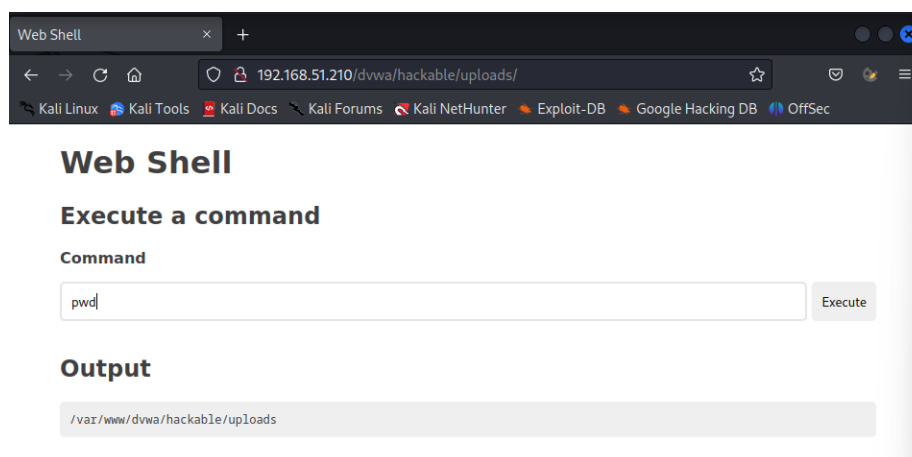 Web Shell
192.168.51.210/dvwa/hackable/uploads/
Kali Linux Kali Tools Kali Docs Kali Forums Kali NetHunter Exploit-DB Google Hacking DB OffSec
Web Shell
Execute a command
Command
pwd Execute
Output
/var/www/dvwa/hackable/uploads